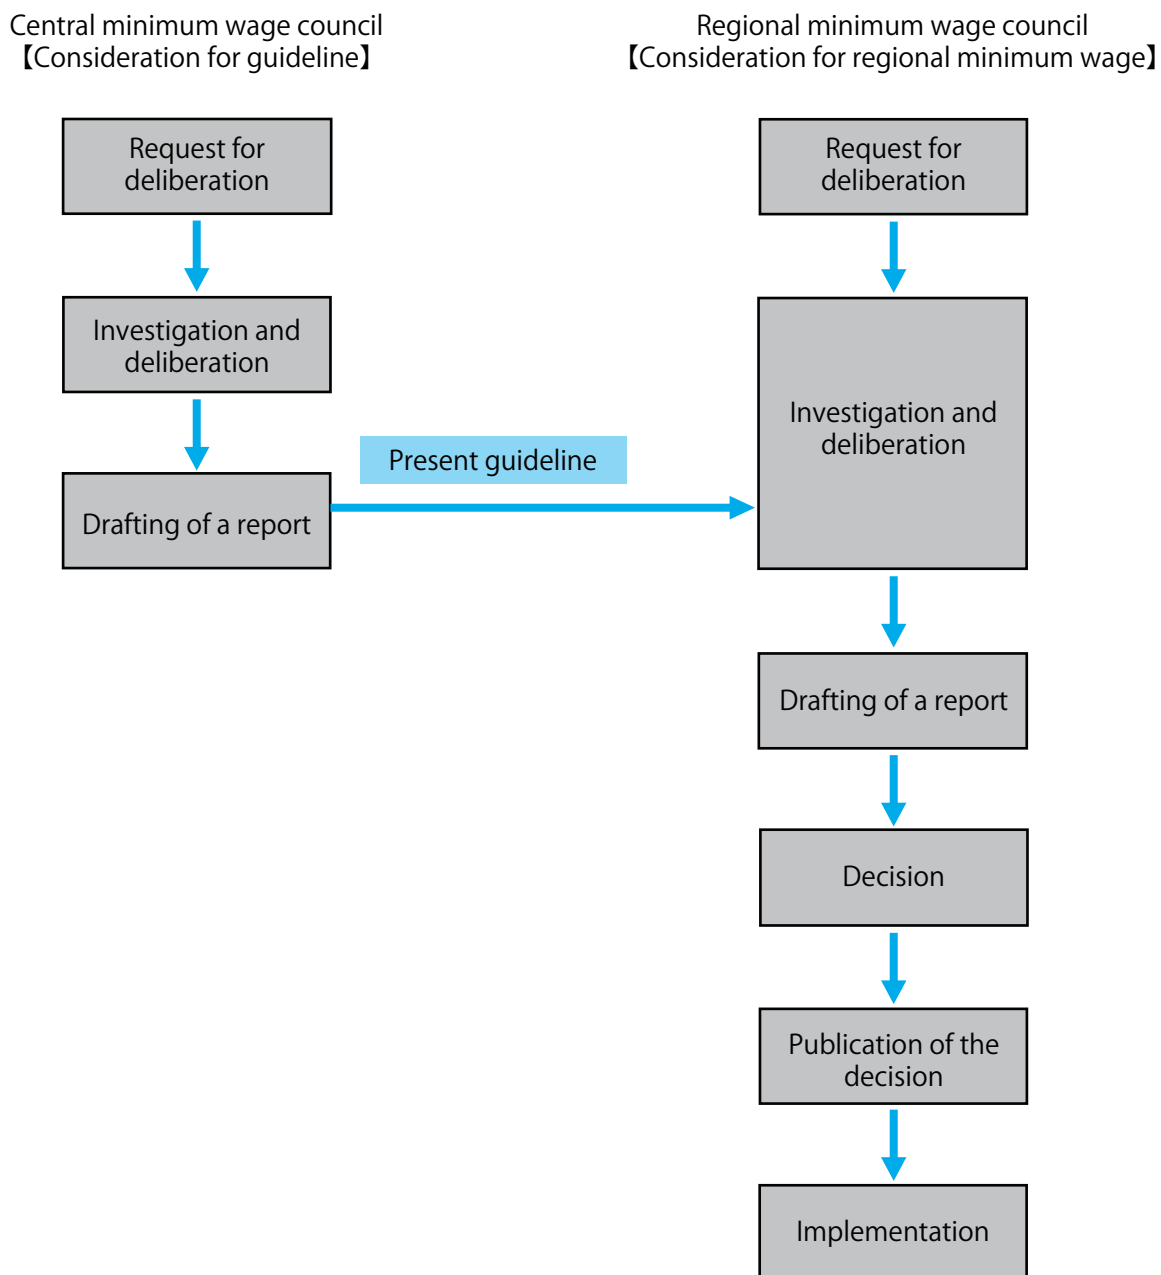 Central minimum wage council
【Consideration for guideline】
Request for
deliberation
Investigation and
deliberation
Drafting of a report
Present guideline
Regional minimum wage council
【Consideration for regional minimum wage】
Request for
deliberation
Investigation and
deliberation
Drafting of a report
Decision
Publication of the
decision
Implementation